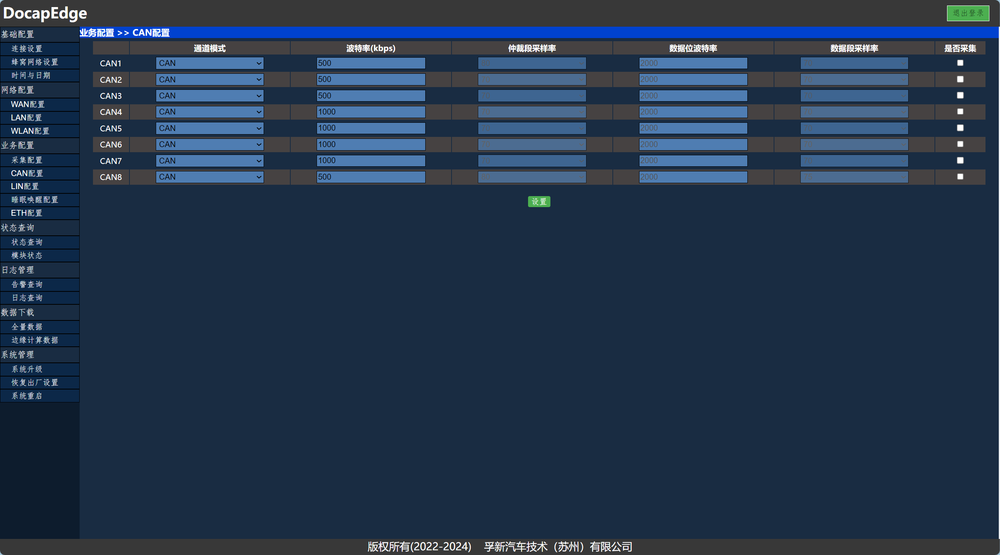 DocapEdge
退出登录
基础配置
连接设置
蜂窝网络设置
时间与日期
网络配置
WAN配置
LAN配置
WLAN配置
业务配置
采集配置
CAN配置
LIN配置
睡眠唤醒配置
ETH配置
状态查询
状态查询
模块状态
日志管理
告警查询
日志查询
数据下载
全量数据
边缘计算数据
系统管理
系统升级
恢复出厂设置
系统重启
业务配置 >> CAN配置
通道模式 波特率(kbps) 仲裁段采样率 数据位波特率 数据段采样率 是否采集
CAN1 CAN 500 80 2000 70
CAN2 CAN 500 70 2000 70
CAN3 CAN 500 70 2000 70
CAN4 CAN 1000 70 2000 70
CAN5 CAN 1000 70 2000 70
CAN6 CAN 1000 70 2000 70
CAN7 CAN 1000 70 2000 70
CAN8 CAN 500 80 2000 75
设置
版权所有(2022-2024) 孚新汽车技术（苏州）有限公司